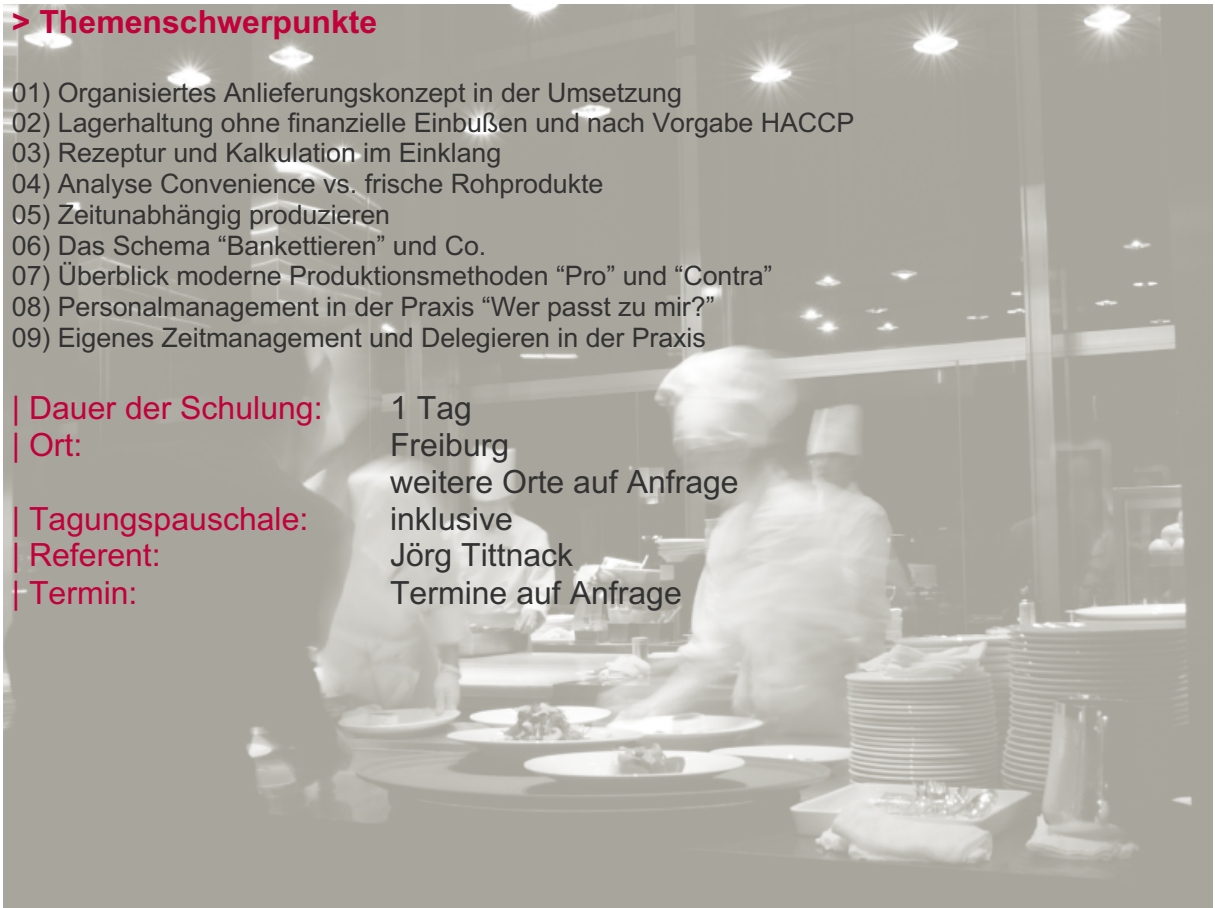 > Themenschwerpunkte
01) Organisiertes Anlieferungskonzept in der Umsetzung
02) Lagerhaltung ohne finanzielle Einbußen und nach Vorgabe HACCP
03) Rezeptur und Kalkulation im Einklang
04) Analyse Convenience vs. frische Rohprodukte
05) Zeitunabhängig produzieren
06) Das Schema “Bankettieren” und Co.
07) Überblick moderne Produktionsmethoden “Pro” und “Contra”
08) Personalmanagement in der Praxis “Wer passt zu mir?”
09) Eigenes Zeitmanagement und Delegieren in der Praxis
| Dauer der Schulung: 1 Tag
| Ort: Freiburg
weitere Orte auf Anfrage
| Tagungspauschale: inklusive
| Referent: Jörg Tittnack
| Termin: Termine auf Anfrage